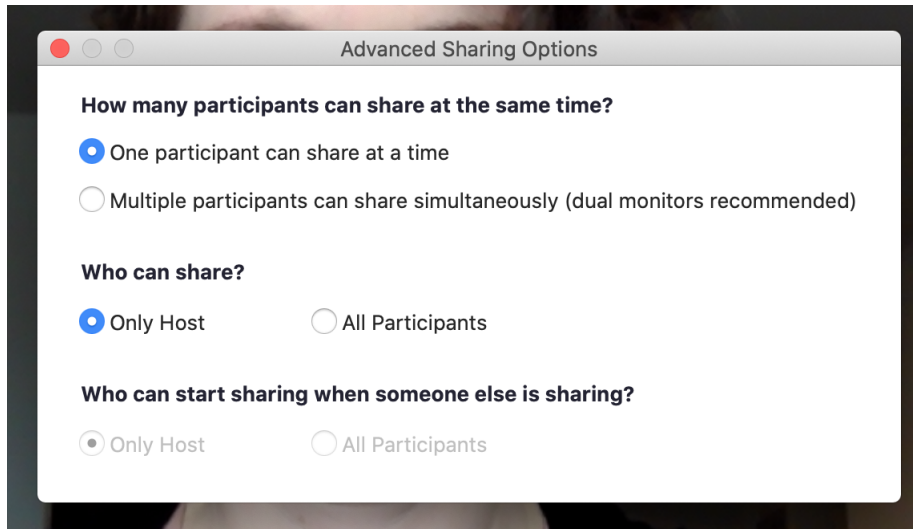 Advanced Sharing Options
How many participants can share at the same time?
One participant can share at a time
Multiple participants can share simultaneously (dual monitors recommended)
Who can share?
Only Host All Participants
Who can start sharing when someone else is sharing?
Only Host All Participants